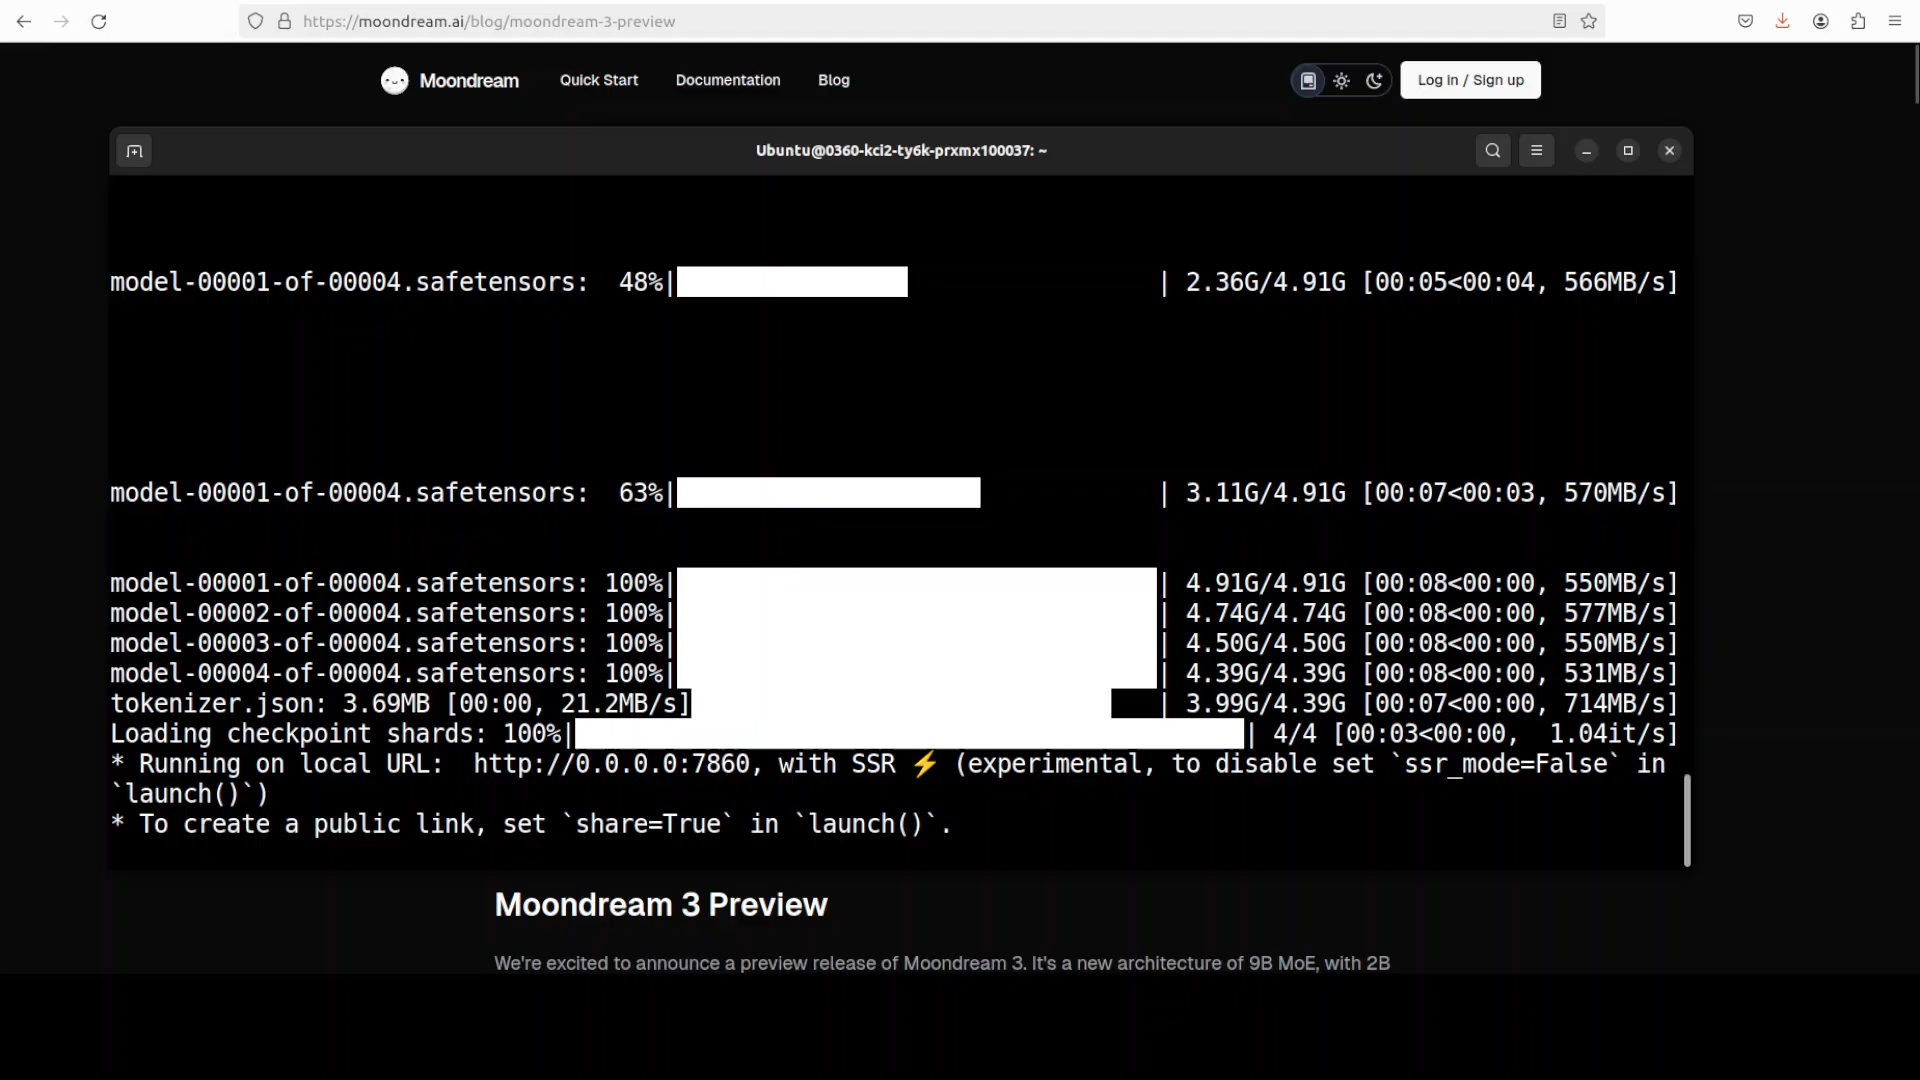 https://moondream.ai/blog/moondream-3-preview
Moondream Quick Start Documentation Blog Log in / Sign up
Ubuntu@0360-kci2-ty6k-prxmx100037: ~
model-00001-of-00004.safetensors:  48%| | 2.36G/4.91G [00:05<00:04, 566MB/s]
model-00001-of-00004.safetensors:  63%| | 3.11G/4.91G [00:07<00:03, 570MB/s]
model-00001-of-00004.safetensors: 100%| | 4.91G/4.91G [00:08<00:00, 550MB/s]
model-00002-of-00004.safetensors: 100%| | 4.74G/4.74G [00:08<00:00, 577MB/s]
model-00003-of-00004.safetensors: 100%| | 4.50G/4.50G [00:08<00:00, 550MB/s]
model-00004-of-00004.safetensors: 100%| | 4.39G/4.39G [00:08<00:00, 531MB/s]
tokenizer.json: 3.69MB [00:00, 21.2MB/s] | 3.99G/4.39G [00:07<00:00, 714MB/s]
Loading checkpoint shards: 100%| | 4/4 [00:03<00:00,  1.04it/s]
* Running on local URL:  http://0.0.0.0:7860, with SSR ⚡ (experimental, to disable set `ssr_mode=False` in
`launch()`)
* To create a public link, set `share=True` in `launch()`.
Moondream 3 Preview
We're excited to announce a preview release of Moondream 3. It's a new architecture of 9B MoE, with 2B